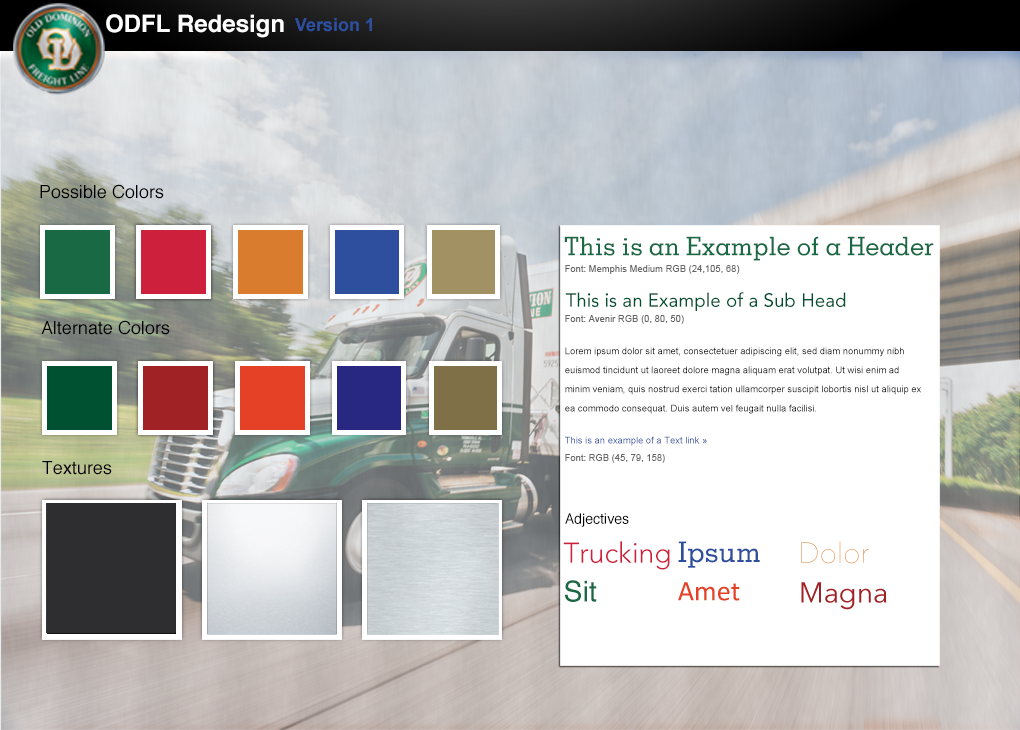 OLD DOMINION
OD
FREIGHT LINE
ODFL Redesign Version 1
Possible Colors
Alternate Colors
Textures
ION
NE
This is an Example of a Header
Font: Memphis Medium RGB (24,105, 68)
This is an Example of a Sub Head
Font: Avenir RGB (0, 80, 50)
Lorem ipsum dolor sit amet, consectetuer adipiscing elit, sed diam nonummy nibh
euismod tincidunt ut laoreet dolore magna aliquam erat volutpat. Ut wisi enim ad
minim veniam, quis nostrud exerci tation ullamcorper suscipit lobortis nisl ut aliquip ex
ea commodo consequat. Duis autem vel feugait nulla facilisi.
This is an example of a Text link »
Font: RGB (45, 79, 158)
Adjectives
Trucking Ipsum Dolor
Sit Amet Magna